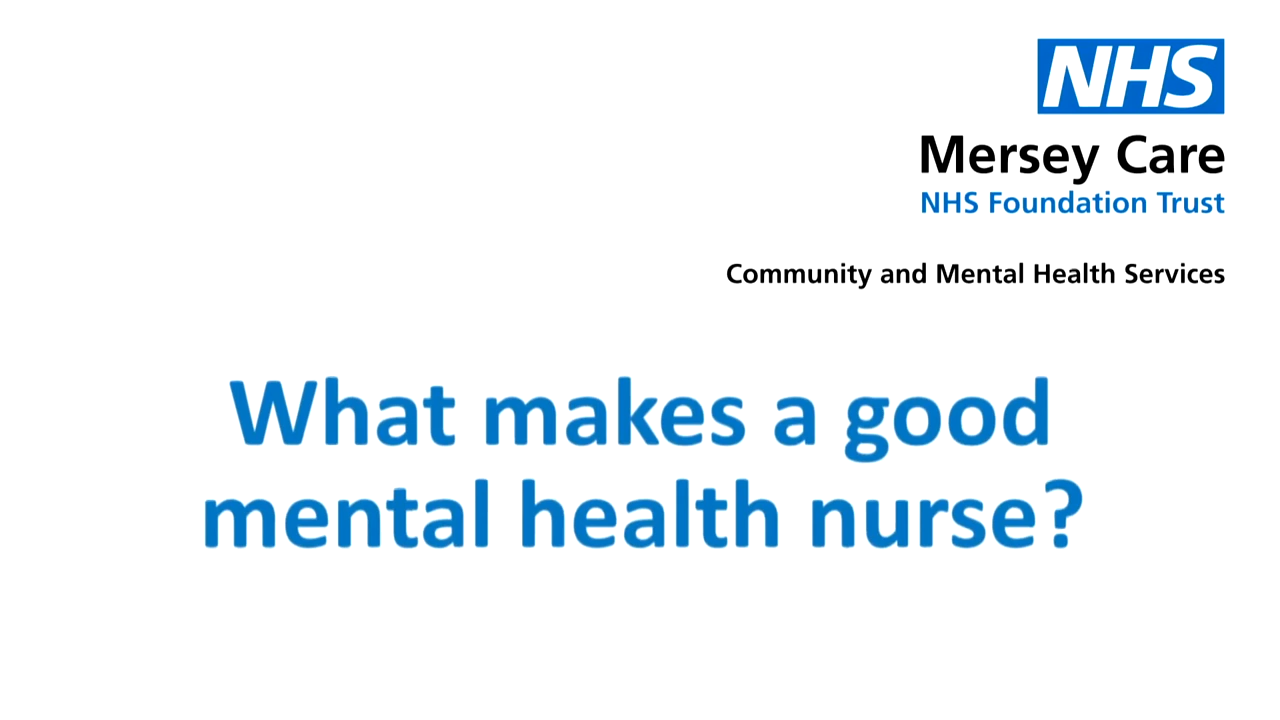 NHS
Mersey Care
NHS Foundation Trust
Community and Mental Health Services
What makes a good
mental health nurse?